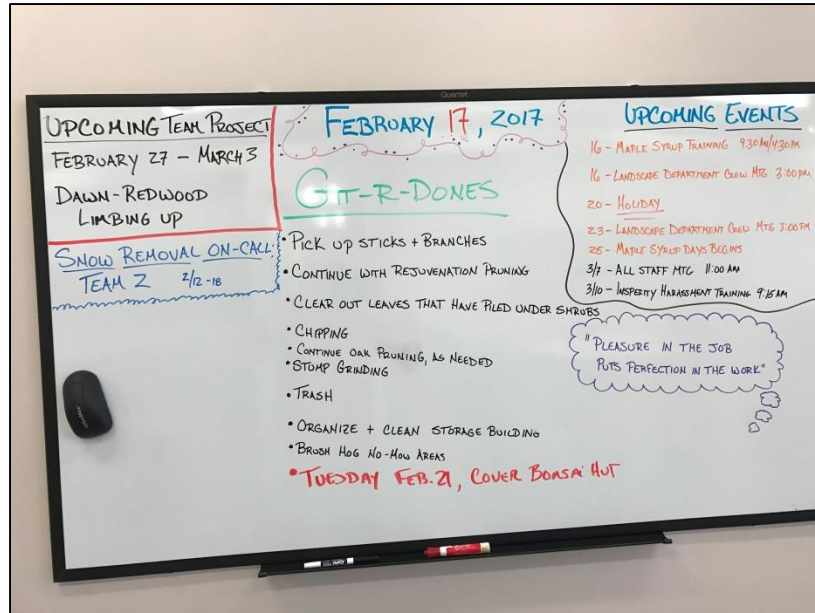 Quartet
UPCOMING TEAM PROJECT
FEBRUARY 27 - MARCH 3
DAWN-REDWOOD
LIMBING UP
SNOW REMOVAL ON-CALL:
TEAM 2 2/12-18
FEBRUARY 17, 2017
GIT-R-DONES
• PICK UP STICKS + BRANCHES
• CONTINUE WITH REJUVENATION PRUNING
• CLEAR OUT LEAVES THAT HAVE PILED UNDER SHRUBS
• CHIPPING
• CONTINUE OAK PRUNING, AS NEEDED
• STUMP GRINDING
• TRASH
• ORGANIZE + CLEAN STORAGE BUILDING
• BRUSH HOG NO-MOW AREAS
• TUESDAY FEB. 21, COVER BONSAI HUT
UPCOMING EVENTS
16 - MAPLE SYRUP TRAINING 9:30AM/4:30PM
16 - LANDSCAPE DEPARTMENT CREW MTG 3:00PM
20 - HOLIDAY
23 - LANDSCAPE DEPARTMENT CREW MTG 3:00PM
25 - MAPLE SYRUP DAYS BEGINS
3/7 - ALL STAFF MTG 11:00 AM
3/10 - INSPERITY HARASSMENT TRAINING 9:15AM
"PLEASURE IN THE JOB
PUTS PERFECTION IN THE WORK"